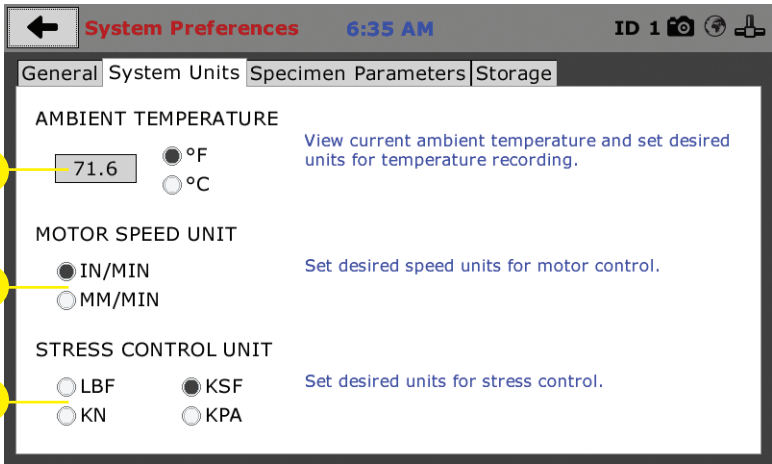 System Preferences 6:35 AM ID 1
General System Units Specimen Parameters Storage
AMBIENT TEMPERATURE
71.6
°F
°C
View current ambient temperature and set desired
units for temperature recording.
MOTOR SPEED UNIT
IN/MIN
MM/MIN
Set desired speed units for motor control.
STRESS CONTROL UNIT
LBF KSF
KN KPA
Set desired units for stress control.